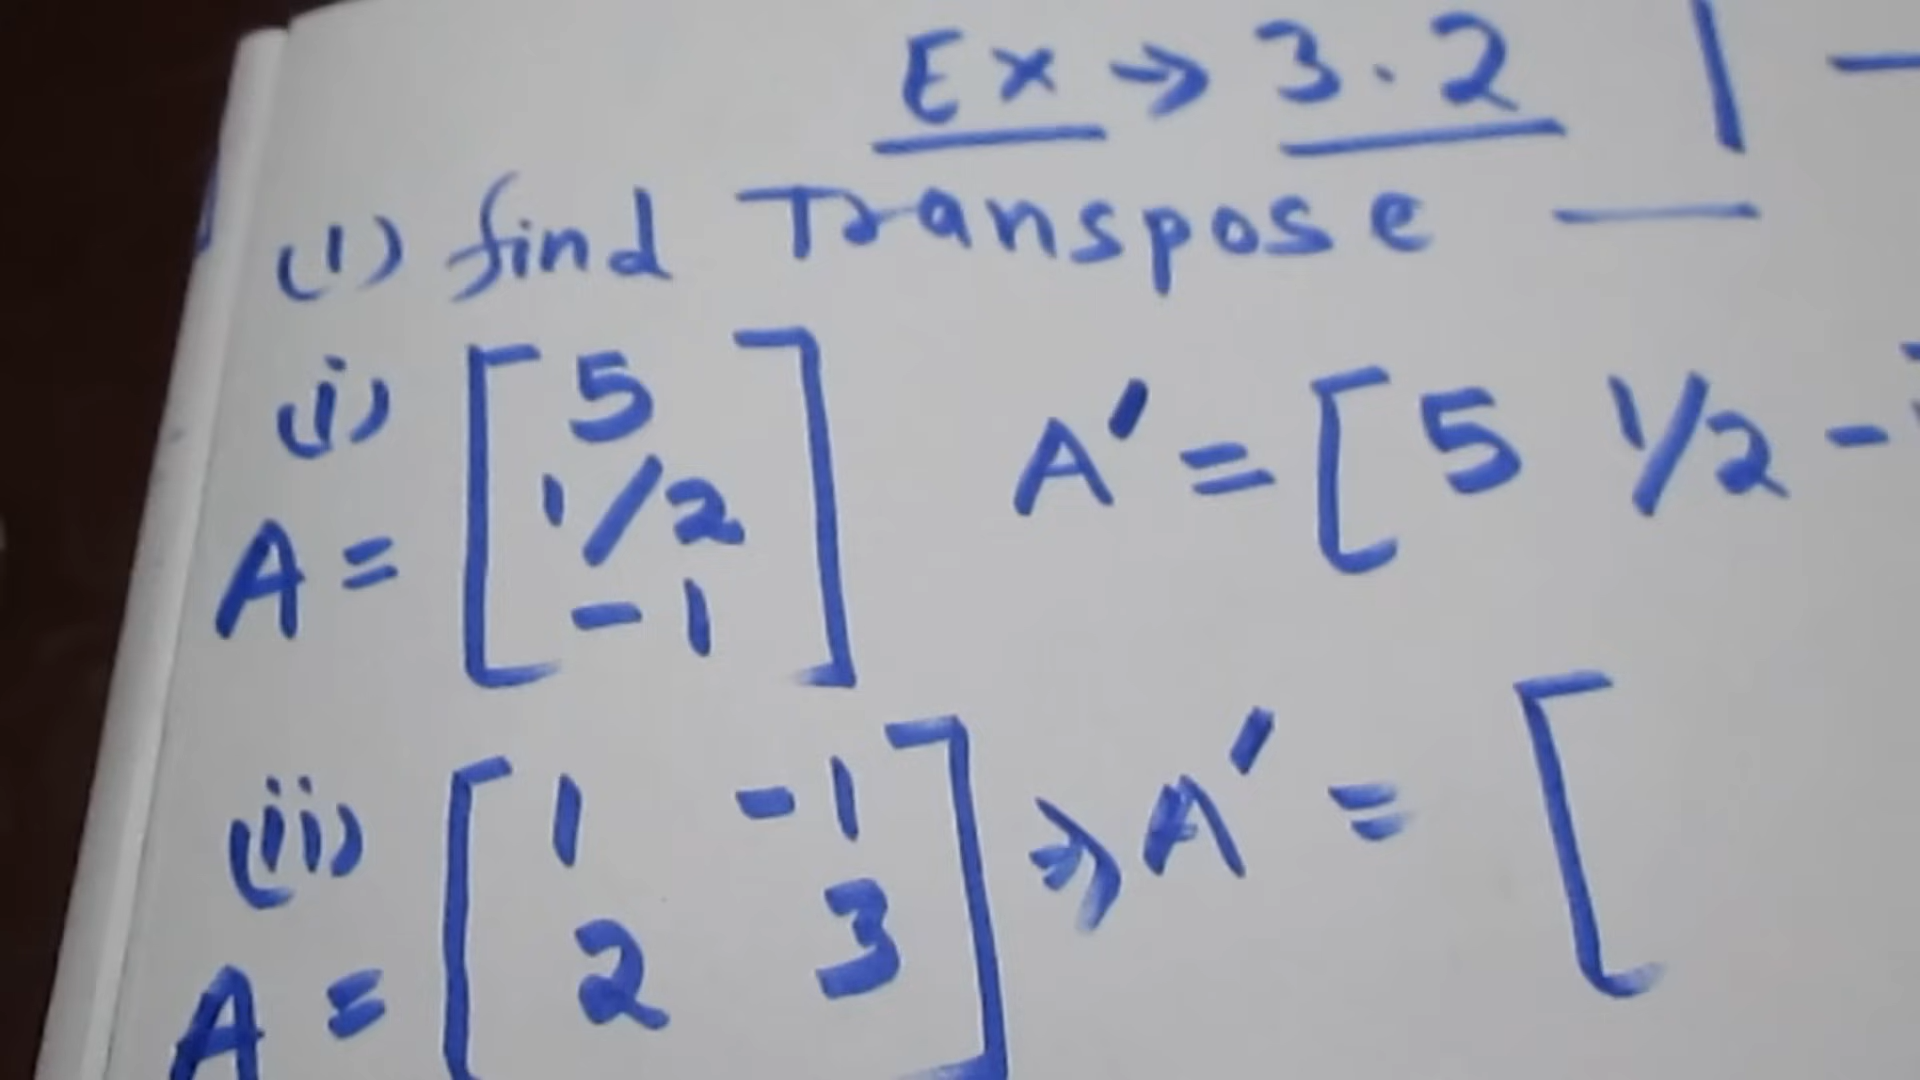 Ex → 3.2
(1) find Transpose —
(i) A = [ 5 1/2 -1 ] A' = [ 5 1/2 -
(ii) A = [ 1 -1 2 3 ] ⇒ A' = [